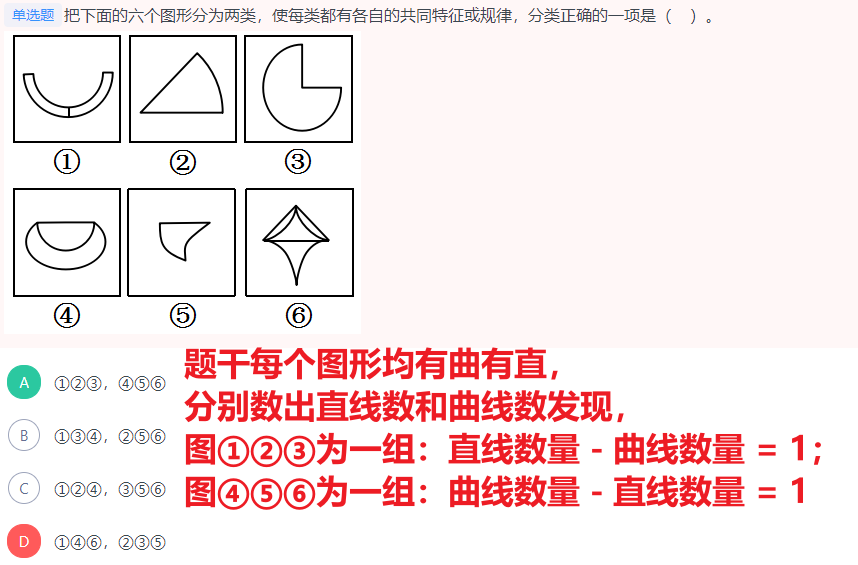 单选题 把下面的六个图形分为两类，使每类都有各自的共同特征或规律，分类正确的一项是（ ）。
① ② ③
④ ⑤ ⑥
A ①②③，④⑤⑥
B ①③④，②⑤⑥
C ①②④，③⑤⑥
D ①④⑥，②③⑤
题干每个图形均有曲有直，
分别数出直线数和曲线数发现，
图①②③为一组：直线数量 - 曲线数量 = 1；
图④⑤⑥为一组：曲线数量 - 直线数量 = 1